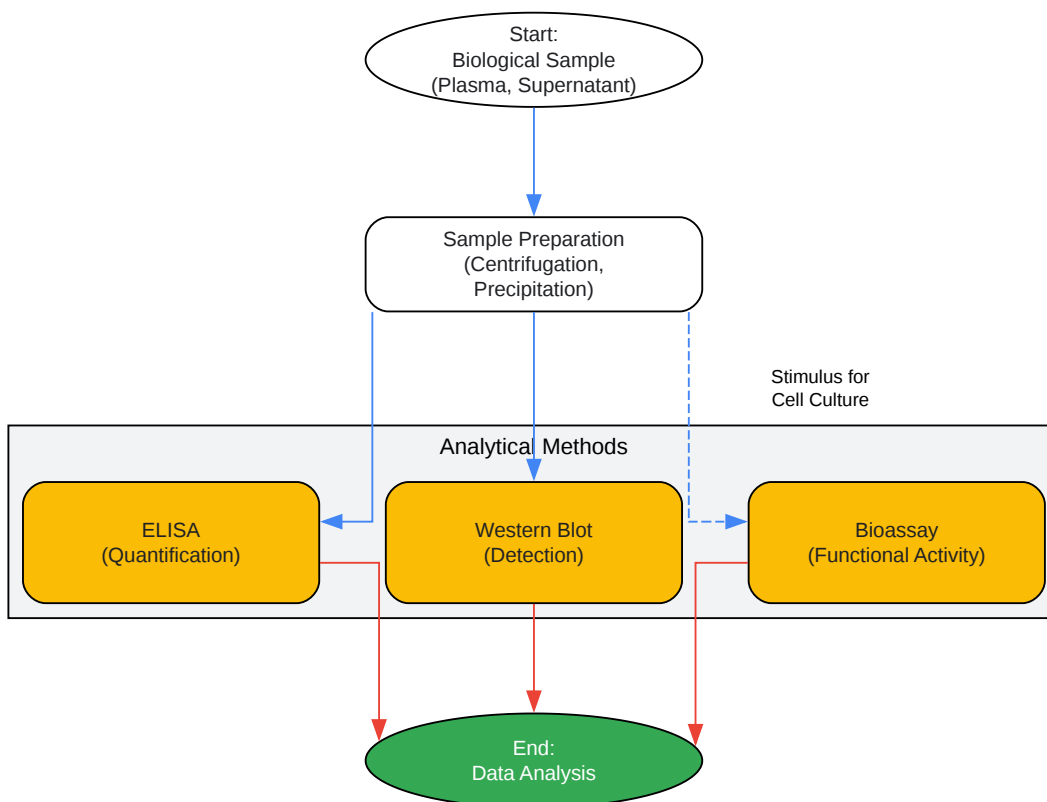 Start:
Biological Sample
(Plasma, Supernatant)
Sample Preparation
(Centrifugation,
Precipitation)
Stimulus for
Cell Culture
Analytical Methods
ELISA
(Quantification)
Western Blot
(Detection)
Bioassay
(Functional Activity)
End:
Data Analysis